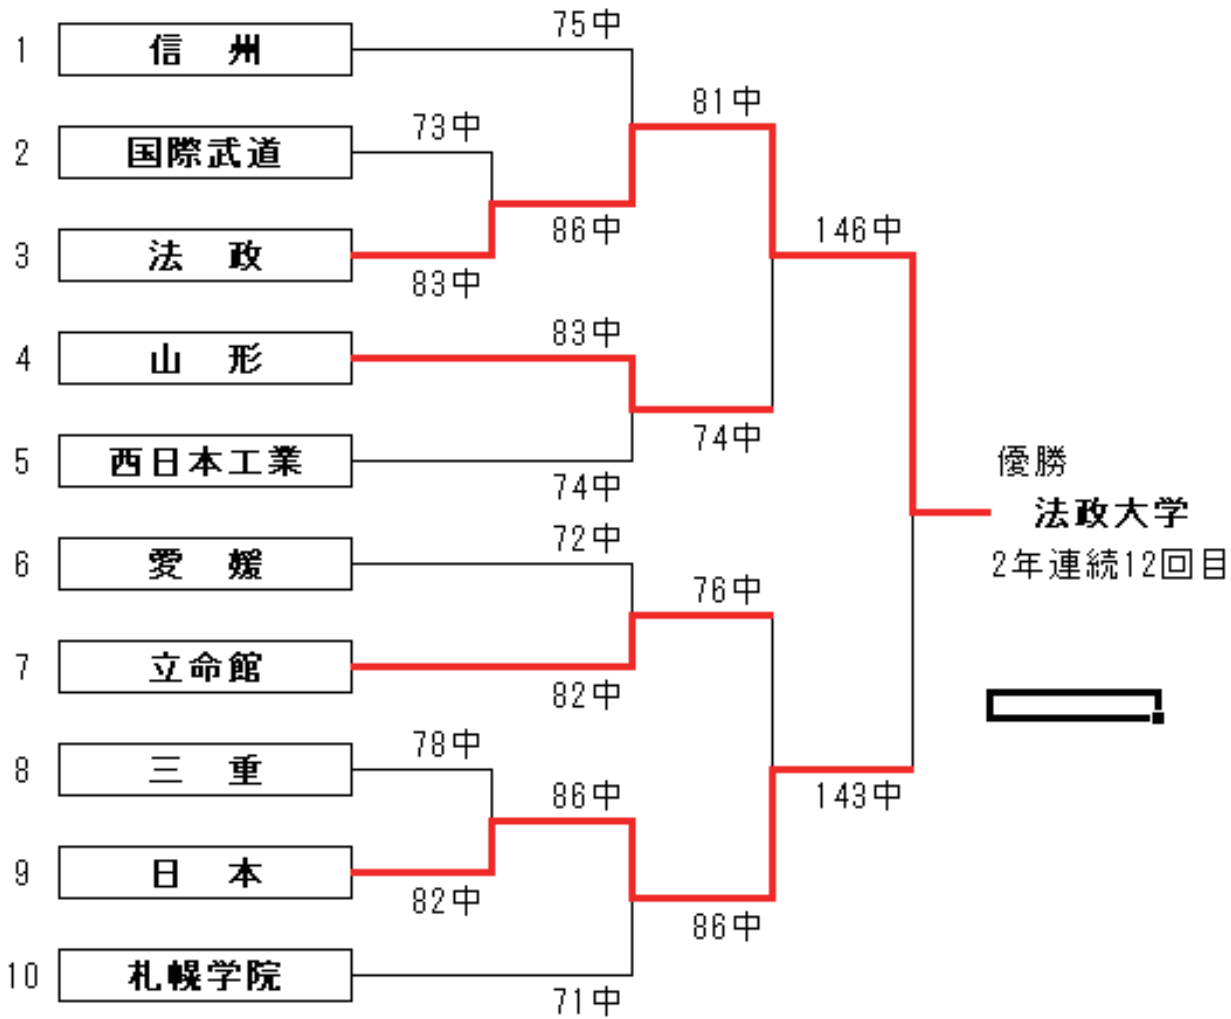 75中
1 信 州
81中
73中
2 国際武道
86中
146中
3 法 政
83中
83中
4 山 形
74中
5 西日本工業
74中
優勝
法政大学
2年連続12回目
72中
6 愛 媛
76中
7 立命館
82中
78中
8 三 重
86中
143中
9 日 本
82中
86中
10 札幌学院
71中